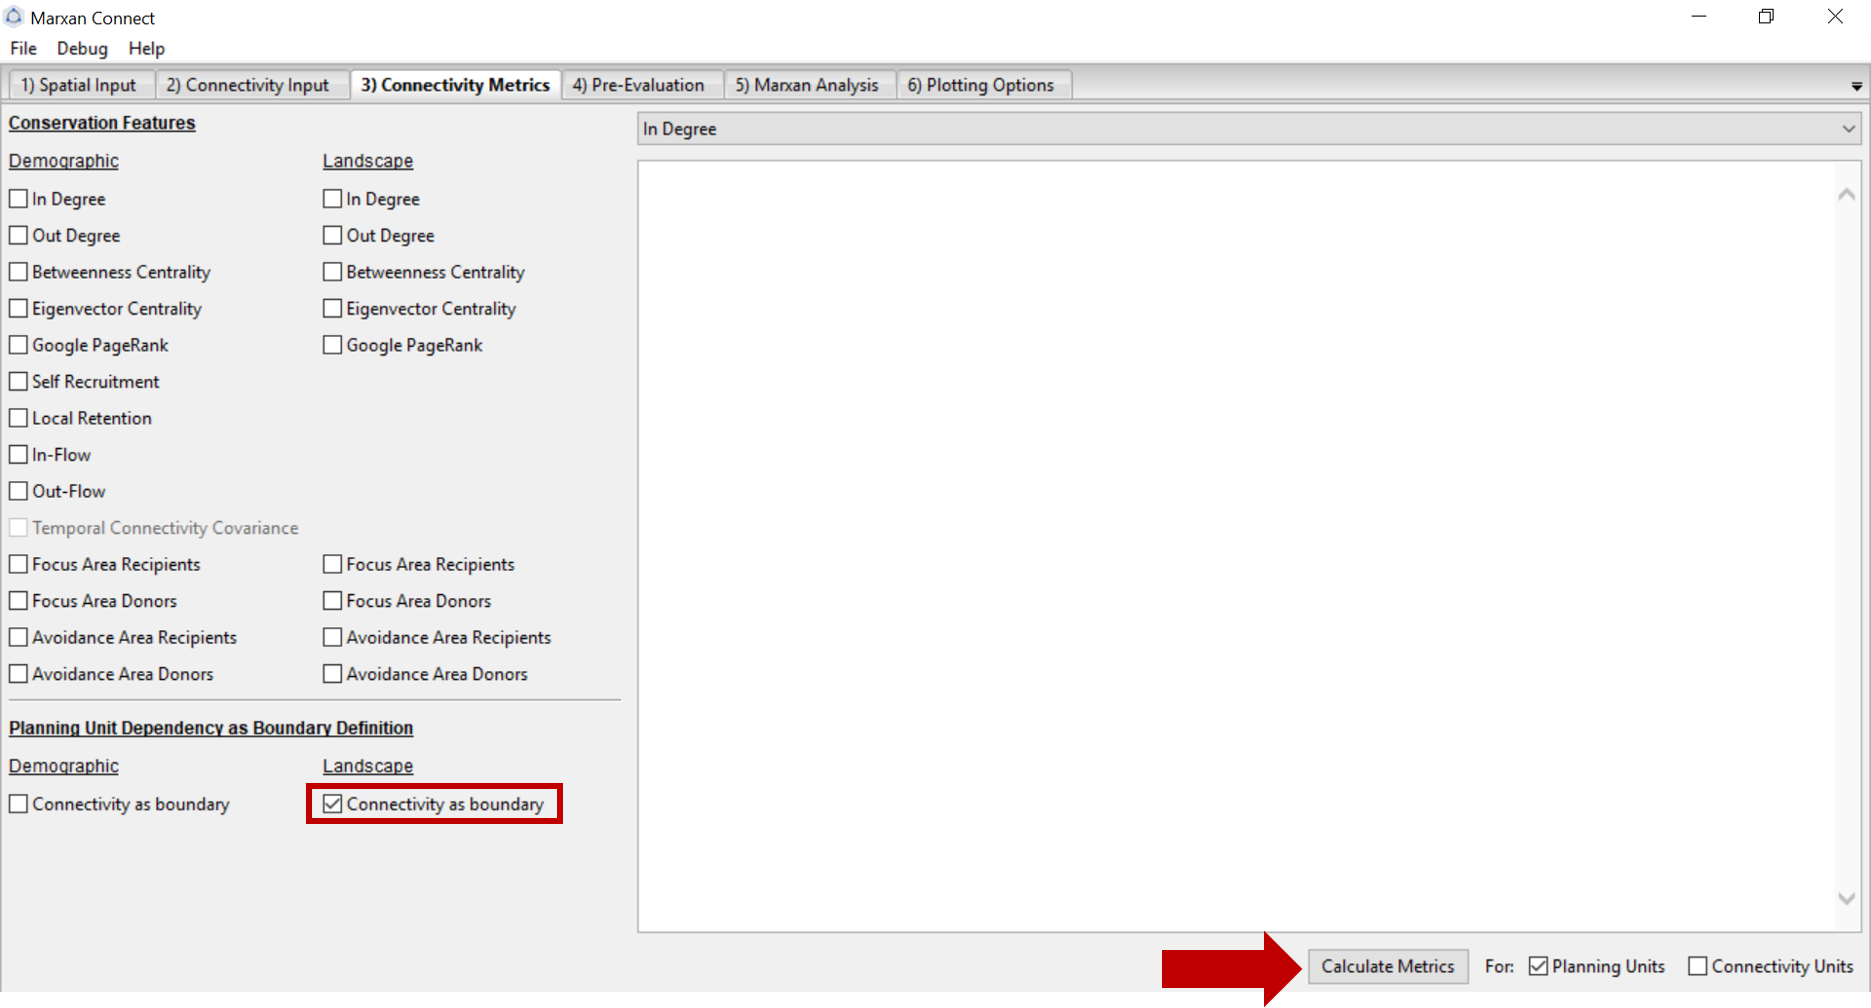 Marxan Connect
File Debug Help
1) Spatial Input 2) Connectivity Input 3) Connectivity Metrics 4) Pre-Evaluation 5) Marxan Analysis 6) Plotting Options
Conservation Features
In Degree
Demographic Landscape
In Degree In Degree
Out Degree Out Degree
Betweenness Centrality Betweenness Centrality
Eigenvector Centrality Eigenvector Centrality
Google PageRank Google PageRank
Self Recruitment
Local Retention
In-Flow
Out-Flow
Temporal Connectivity Covariance
Focus Area Recipients Focus Area Recipients
Focus Area Donors Focus Area Donors
Avoidance Area Recipients Avoidance Area Recipients
Avoidance Area Donors Avoidance Area Donors
Planning Unit Dependency as Boundary Definition
Demographic Landscape
Connectivity as boundary Connectivity as boundary
Calculate Metrics For: Planning Units Connectivity Units